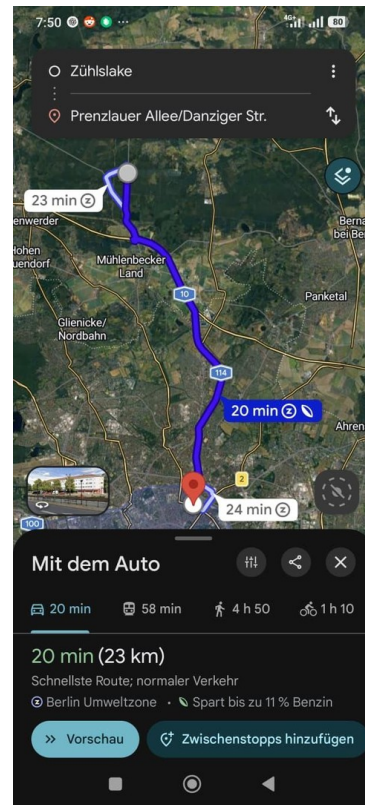 7:50 ··· 4G+ 80
Zühlslake
Prenzlauer Allee/Danziger Str.
23 min
enwerder
Berna
bei Be
Hohen
uendorf
Mühlenbecker
Land
10
Panketal
Glienicke/
Nordbahn
114
20 min
Ahren
2
24 min
100
Mit dem Auto
20 min 58 min 4 h 50 1 h 10
20 min (23 km)
Schnellste Route; normaler Verkehr
Berlin Umweltzone · Spart bis zu 11 % Benzin
Vorschau Zwischenstopps hinzufügen